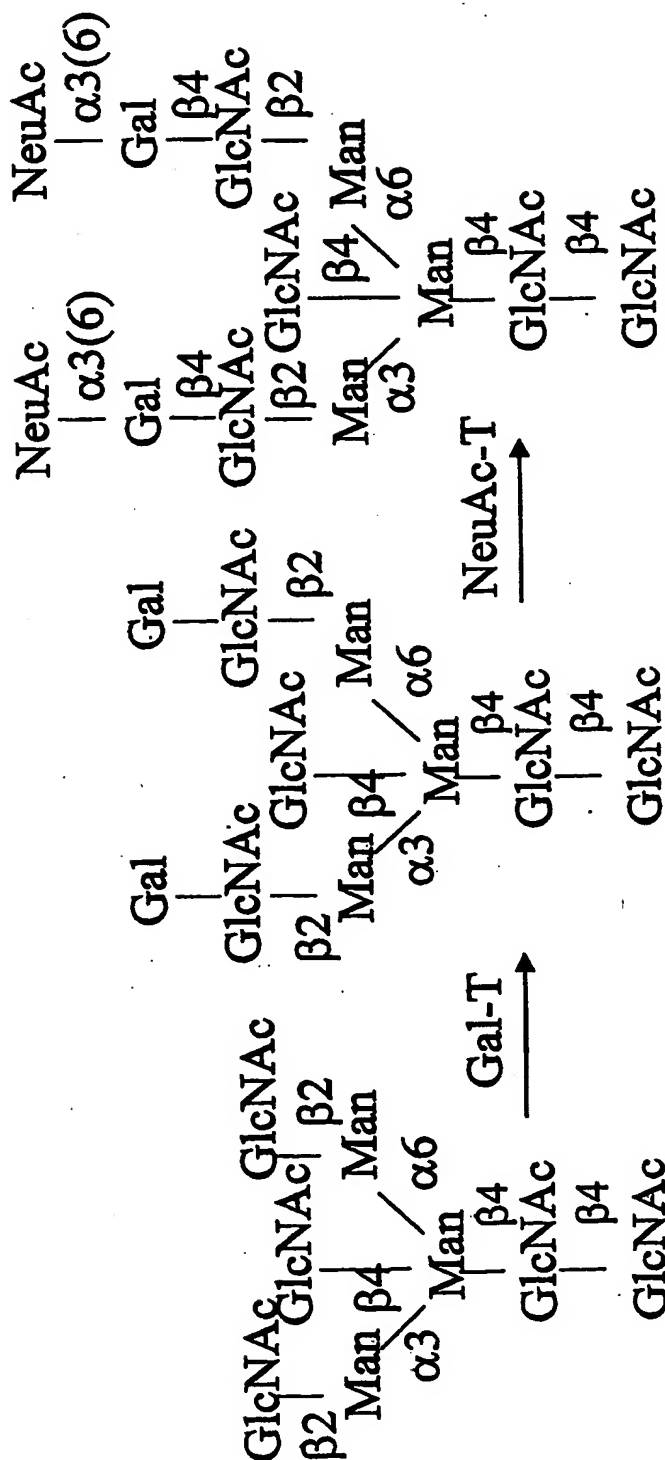 GlcNAc
GlcNAc
GlcNAc
β2
β2
Man
β4
Man
α3
α6
Man
β4
GlcNAc
β4
GlcNAc
Gal-T
Gal
Gal
GlcNAc
GlcNAc
GlcNAc
β2
β2
Man
β4
Man
α3
α6
Man
β4
GlcNAc
β4
GlcNAc
NeuAc-T
NeuAc
NeuAc
α3(6)
α3(6)
Gal
Gal
β4
β4
GlcNAc
GlcNAc
GlcNAc
β2
β2
β4
Man
Man
α3
α6
Man
β4
GlcNAc
β4
GlcNAc